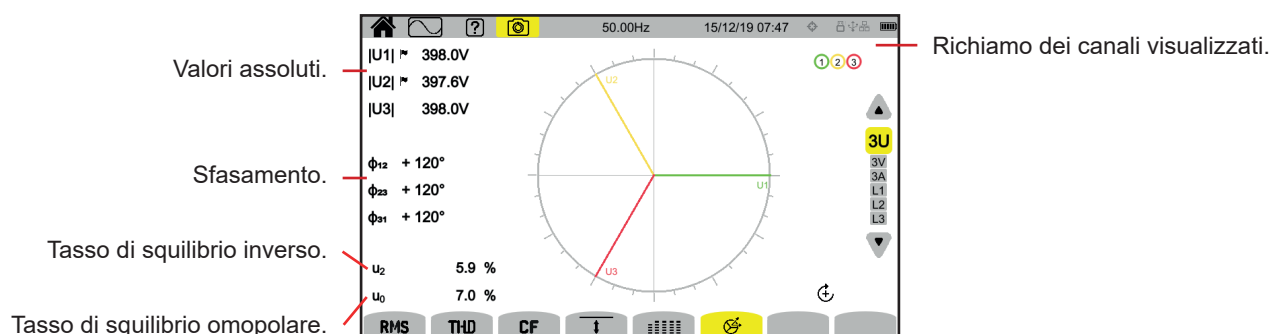 ?
50.00Hz
15/12/19 07:47
Richiamo dei canali visualizzati.
Valori assoluti.
|U1| 398.0V
|U2| 397.6V
|U3| 398.0V
1 2 3
U2
U1
U3
3U
3V
3A
L1
L2
L3
Sfasamento.
ϕ₁₂ + 120°
ϕ₂₃ + 120°
ϕ₃₁ + 120°
Tasso di squilibrio inverso.
u₂ 5.9 %
Tasso di squilibrio omopolare.
u₀ 7.0 %
+
RMS THD CF